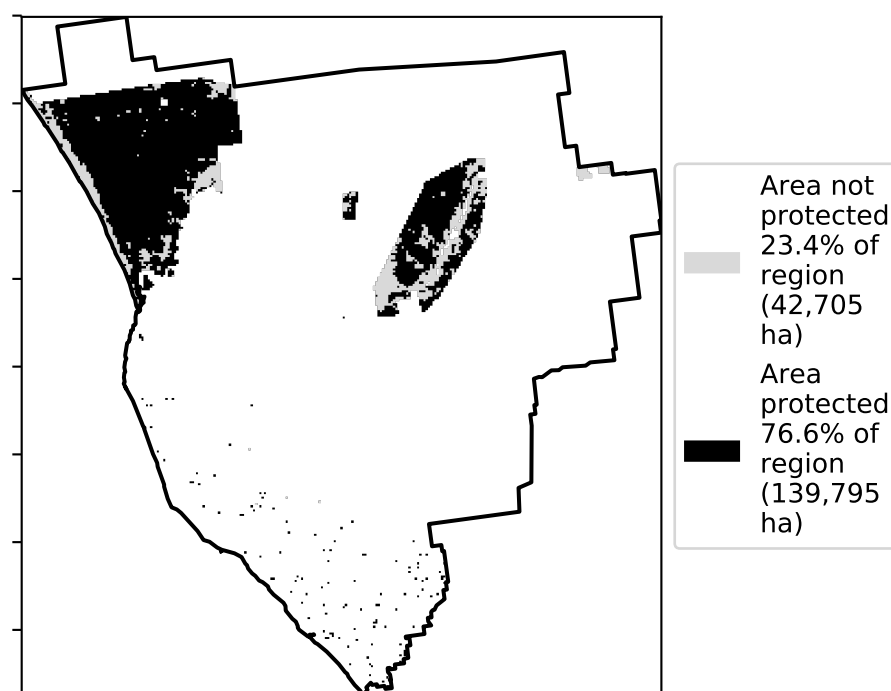 Area not
protected
23.4% of
region
(42,705
ha)
Area
protected
76.6% of
region
(139,795
ha)